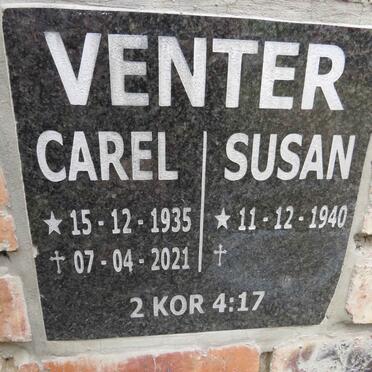 VENTER
CAREL | SUSAN
★ 15 - 12 - 1935 ★ 11 - 12 - 1940
† 07 - 04 - 2021 †
2 KOR 4:17